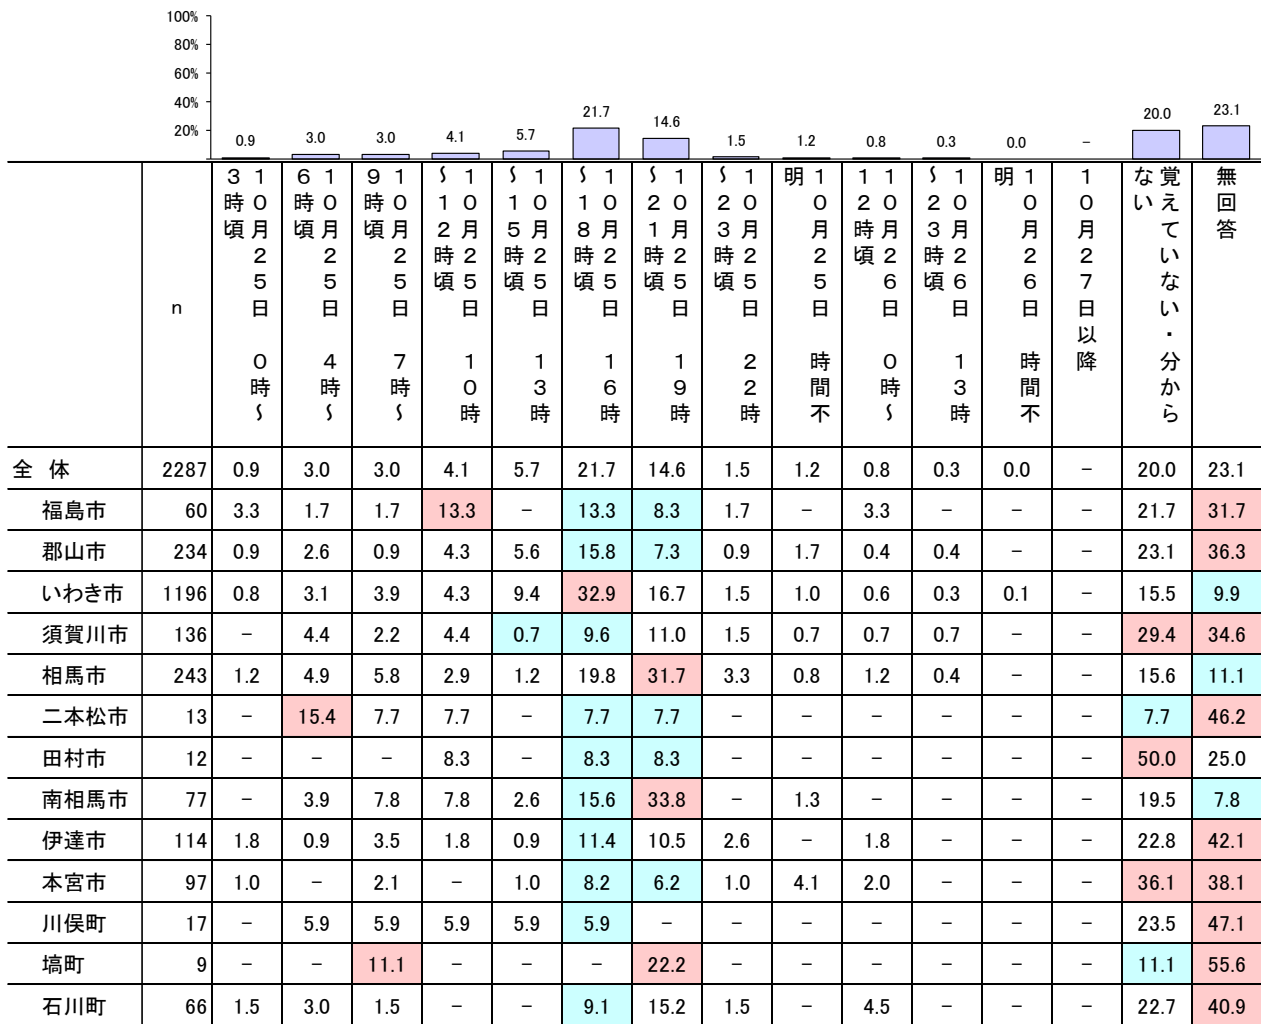 100%
80%
60%
40%
20%
0.9 3.0 3.0 4.1 5.7 21.7 14.6 1.5 1.2 0.8 0.3 0.0 － 20.0 23.1
n
10月25日 0時～3時頃
10月25日 4時～6時頃
10月25日 7時～9時頃
10月25日 10時～12時頃
10月25日 13時～15時頃
10月25日 16時～18時頃
10月25日 19時～21時頃
10月25日 22時～23時頃
10月25日 時間不明
10月26日 0時～12時頃
10月26日 13時～23時頃
10月26日 時間不明
10月27日以降
覚えていない・分からない
無回答
全 体 2287 0.9 3.0 3.0 4.1 5.7 21.7 14.6 1.5 1.2 0.8 0.3 0.0 － 20.0 23.1
福島市 60 3.3 1.7 1.7 13.3 － 13.3 8.3 1.7 － 3.3 － － － 21.7 31.7
郡山市 234 0.9 2.6 0.9 4.3 5.6 15.8 7.3 0.9 1.7 0.4 0.4 － － 23.1 36.3
いわき市 1196 0.8 3.1 3.9 4.3 9.4 32.9 16.7 1.5 1.0 0.6 0.3 0.1 － 15.5 9.9
須賀川市 136 － 4.4 2.2 4.4 0.7 9.6 11.0 1.5 0.7 0.7 0.7 － － 29.4 34.6
相馬市 243 1.2 4.9 5.8 2.9 1.2 19.8 31.7 3.3 0.8 1.2 0.4 － － 15.6 11.1
二本松市 13 － 15.4 7.7 7.7 － 7.7 7.7 － － － － － － 7.7 46.2
田村市 12 － － － 8.3 － 8.3 8.3 － － － － － － 50.0 25.0
南相馬市 77 － 3.9 7.8 7.8 2.6 15.6 33.8 － 1.3 － － － － 19.5 7.8
伊達市 114 1.8 0.9 3.5 1.8 0.9 11.4 10.5 2.6 － 1.8 － － － 22.8 42.1
本宮市 97 1.0 － 2.1 － 1.0 8.2 6.2 1.0 4.1 2.0 － － － 36.1 38.1
川俣町 17 － 5.9 5.9 5.9 5.9 5.9 － － － － － － － 23.5 47.1
塙町 9 － － 11.1 － － － 22.2 － － － － － － 11.1 55.6
石川町 66 1.5 3.0 1.5 － － 9.1 15.2 1.5 － 4.5 － － － 22.7 40.9